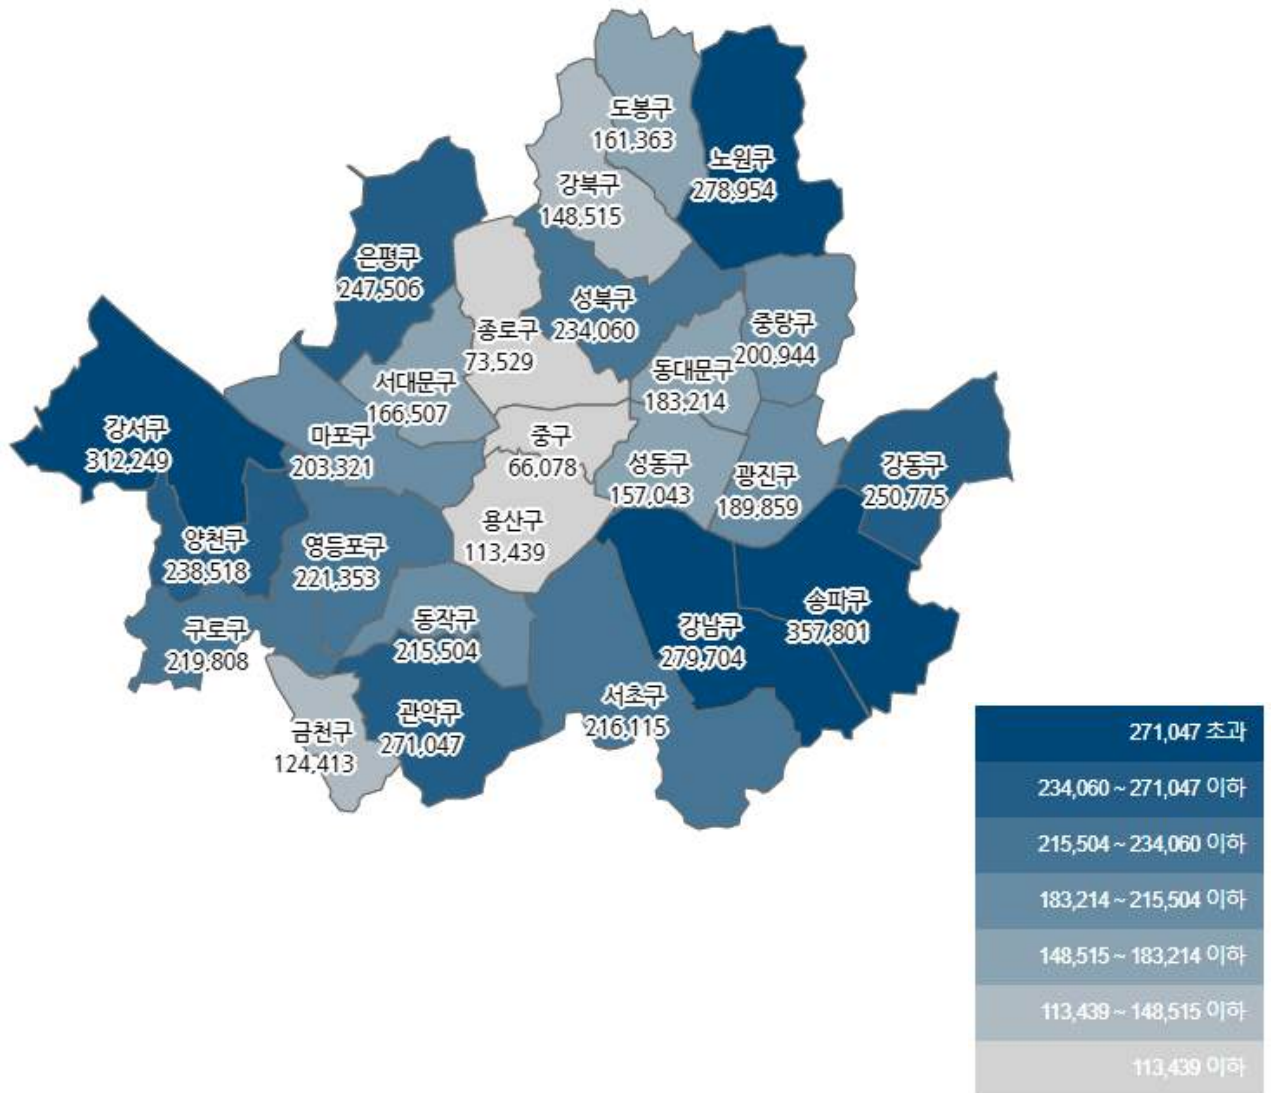 도봉구
161,363
노원구
278,954
강북구
148,515
은평구
247,506
성북구
234,060
중랑구
200,944
종로구
73,529
동대문구
183,214
서대문구
166,507
강서구
312,249
마포구
203,321
중구
66,078
성동구
157,043
광진구
189,859
강동구
250,775
용산구
113,439
양천구
238,518
영등포구
221,353
송파구
357,801
강남구
279,704
동작구
215,504
구로구
219,808
서초구
216,115
관악구
271,047
금천구
124,413
271,047 초과
234,060 ~ 271,047 이하
215,504 ~ 234,060 이하
183,214 ~ 215,504 이하
148,515 ~ 183,214 이하
113,439 ~ 148,515 이하
113,439 이하